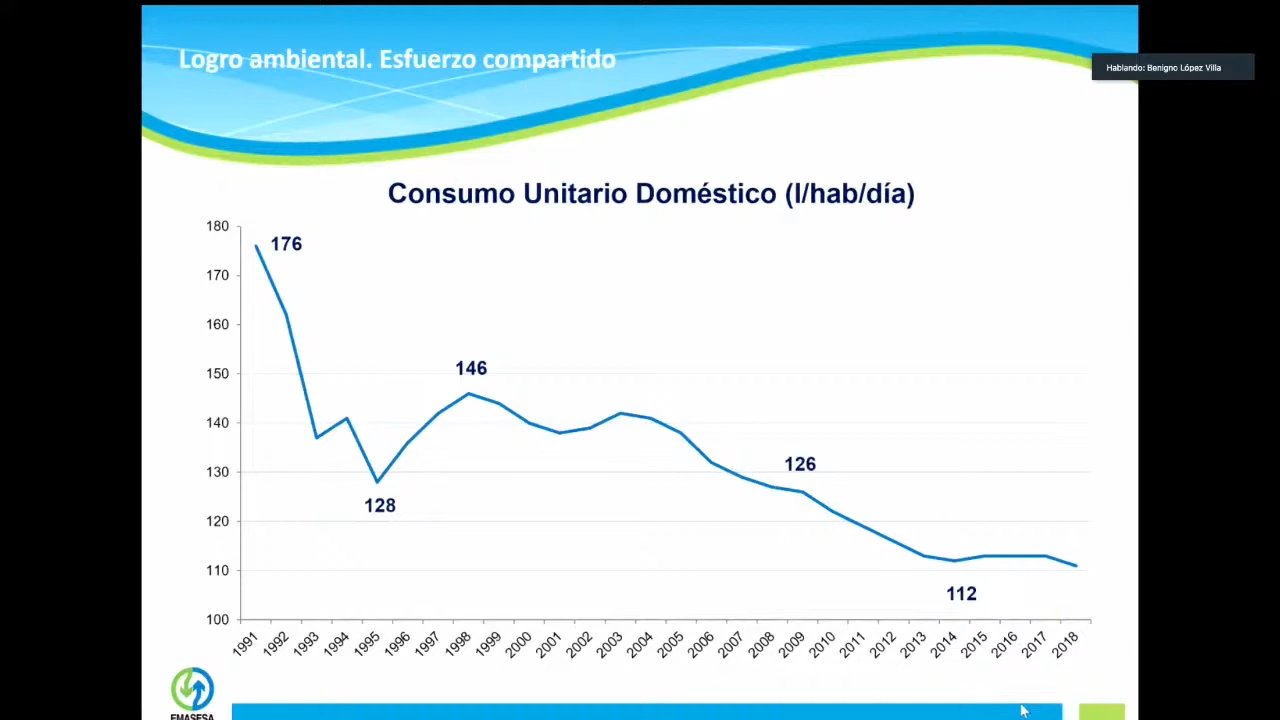 Logro ambiental. Esfuerzo compartido
Hablando: Benigno López Villa
Consumo Unitario Doméstico (l/hab/día)
180
170
160
150
140
130
120
110
100
176
128
146
126
112
1991 1992 1993 1994 1995 1996 1997 1998 1999 2000 2001 2002 2003 2004 2005 2006 2007 2008 2009 2010 2011 2012 2013 2014 2015 2016 2017 2018
EMASESA